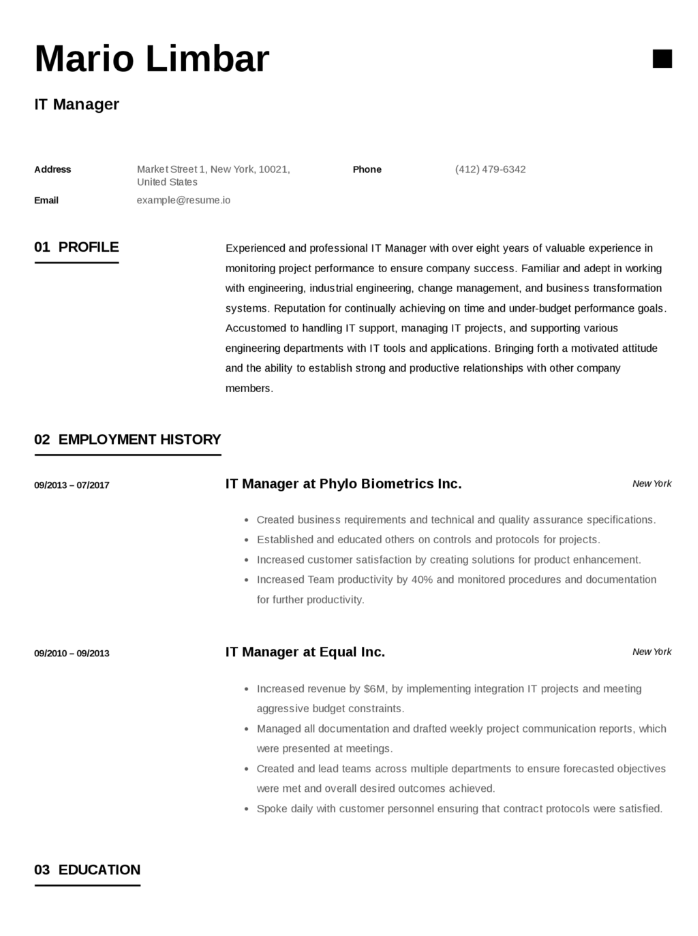 Mario Limbar
IT Manager
Address
Market Street 1, New York, 10021,
United States
Phone
(412) 479-6342
Email
example@resume.io
01 PROFILE
Experienced and professional IT Manager with over eight years of valuable experience in
monitoring project performance to ensure company success. Familiar and adept in working
with engineering, industrial engineering, change management, and business transformation
systems. Reputation for continually achieving on time and under-budget performance goals.
Accustomed to handling IT support, managing IT projects, and supporting various
engineering departments with IT tools and applications. Bringing forth a motivated attitude
and the ability to establish strong and productive relationships with other company
members.
02 EMPLOYMENT HISTORY
09/2013 – 07/2017
IT Manager at Phylo Biometrics Inc.
New York
• Created business requirements and technical and quality assurance specifications.
• Established and educated others on controls and protocols for projects.
• Increased customer satisfaction by creating solutions for product enhancement.
• Increased Team productivity by 40% and monitored procedures and documentation
for further productivity.
09/2010 – 09/2013
IT Manager at Equal Inc.
New York
• Increased revenue by $6M, by implementing integration IT projects and meeting
aggressive budget constraints.
• Managed all documentation and drafted weekly project communication reports, which
were presented at meetings.
• Created and lead teams across multiple departments to ensure forecasted objectives
were met and overall desired outcomes achieved.
• Spoke daily with customer personnel ensuring that contract protocols were satisfied.
03 EDUCATION